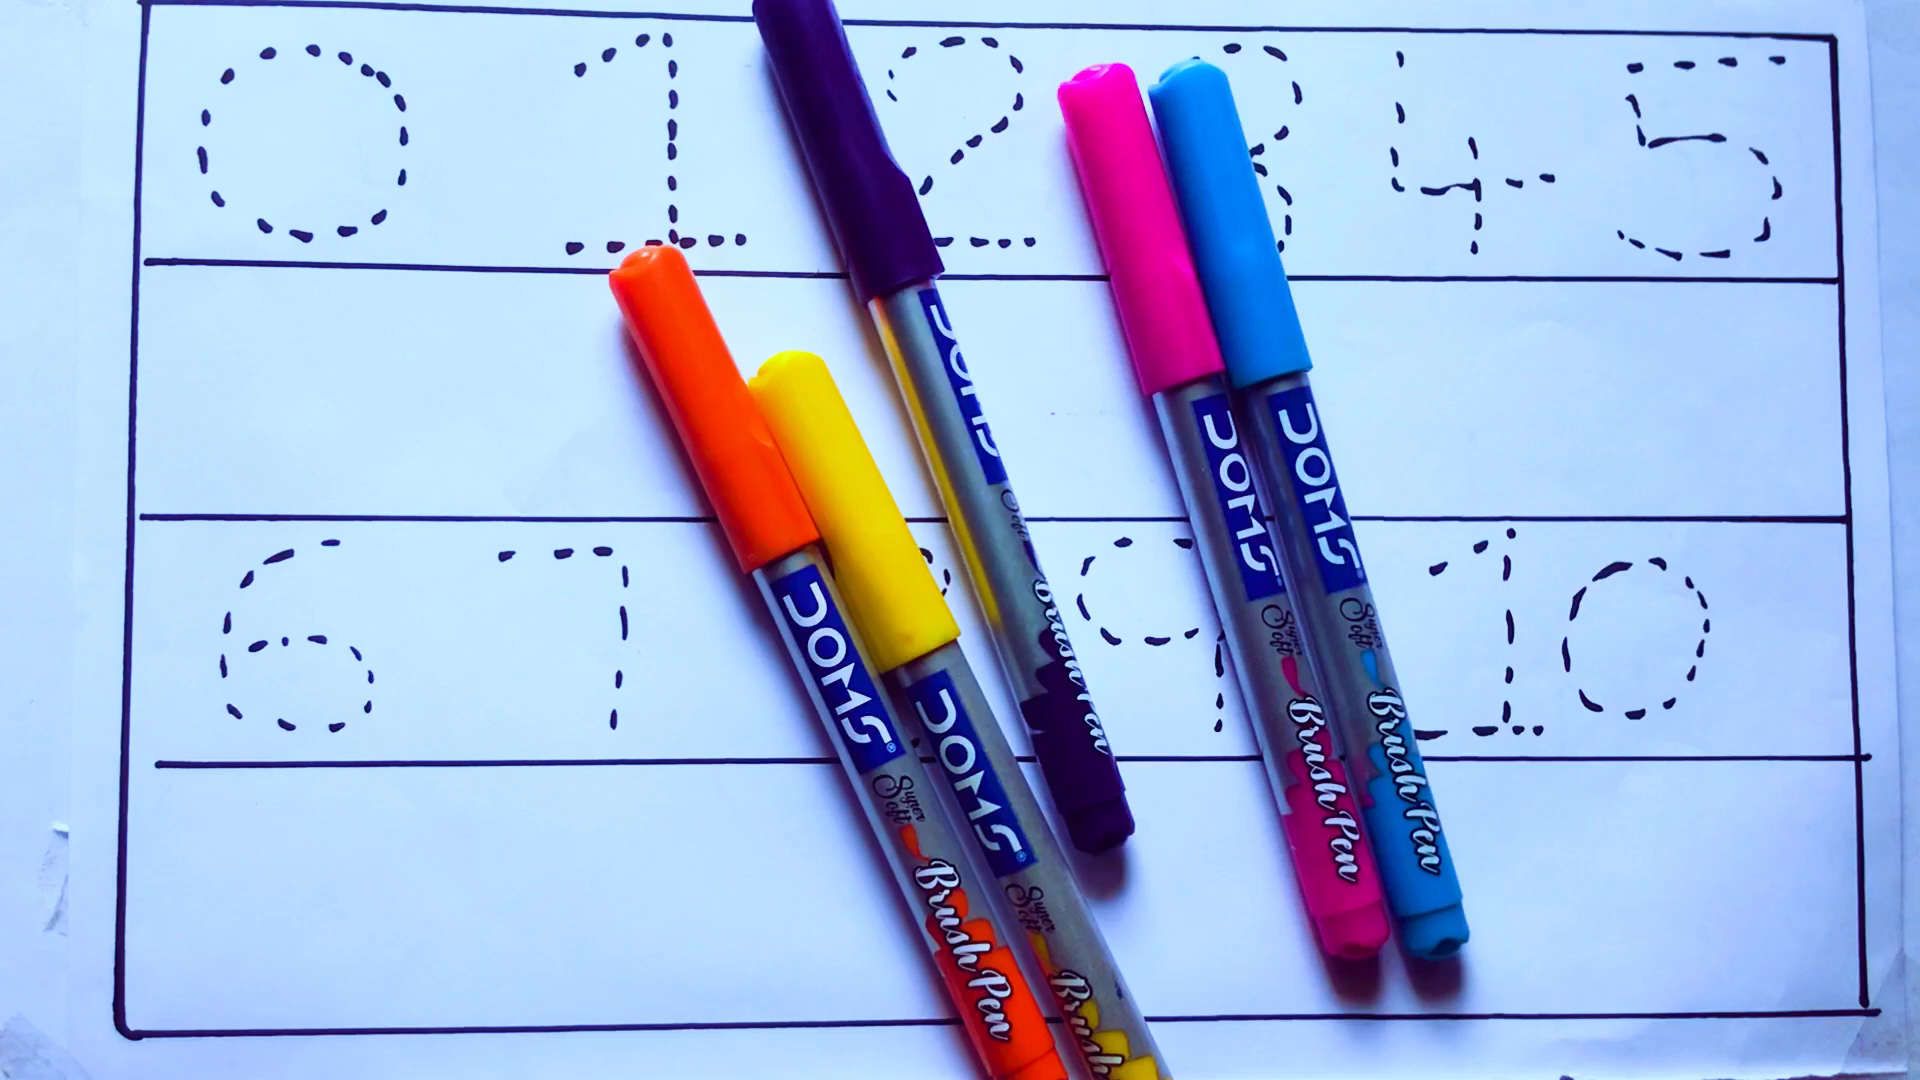 0 1 2 3 4 5
6 7 8 9 10
DOMS Super Soft Brush Pen
DOMS Super Soft Brush
DOMS Soft Brush Pen
DOMS Super Soft Brush Pen
DOMS Super Soft Brush Pen